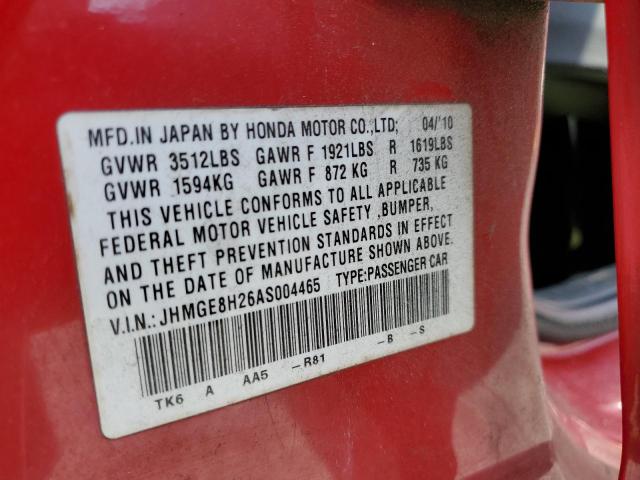 MFD.IN JAPAN BY HONDA MOTOR CO.,LTD; 04/'10
GVWR 3512LBS GAWR F 1921LBS R 1619LBS
GVWR 1594KG GAWR F 872 KG R 735 KG
THIS VEHICLE CONFORMS TO ALL APPLICABLE
FEDERAL MOTOR VEHICLE SAFETY ,BUMPER,
AND THEFT PREVENTION STANDARDS IN EFFECT
ON THE DATE OF MANUFACTURE SHOWN ABOVE.
V.I.N.: JHMGE8H26AS004465 TYPE:PASSENGER CAR
TK6 A AA5 -R81 -B -S